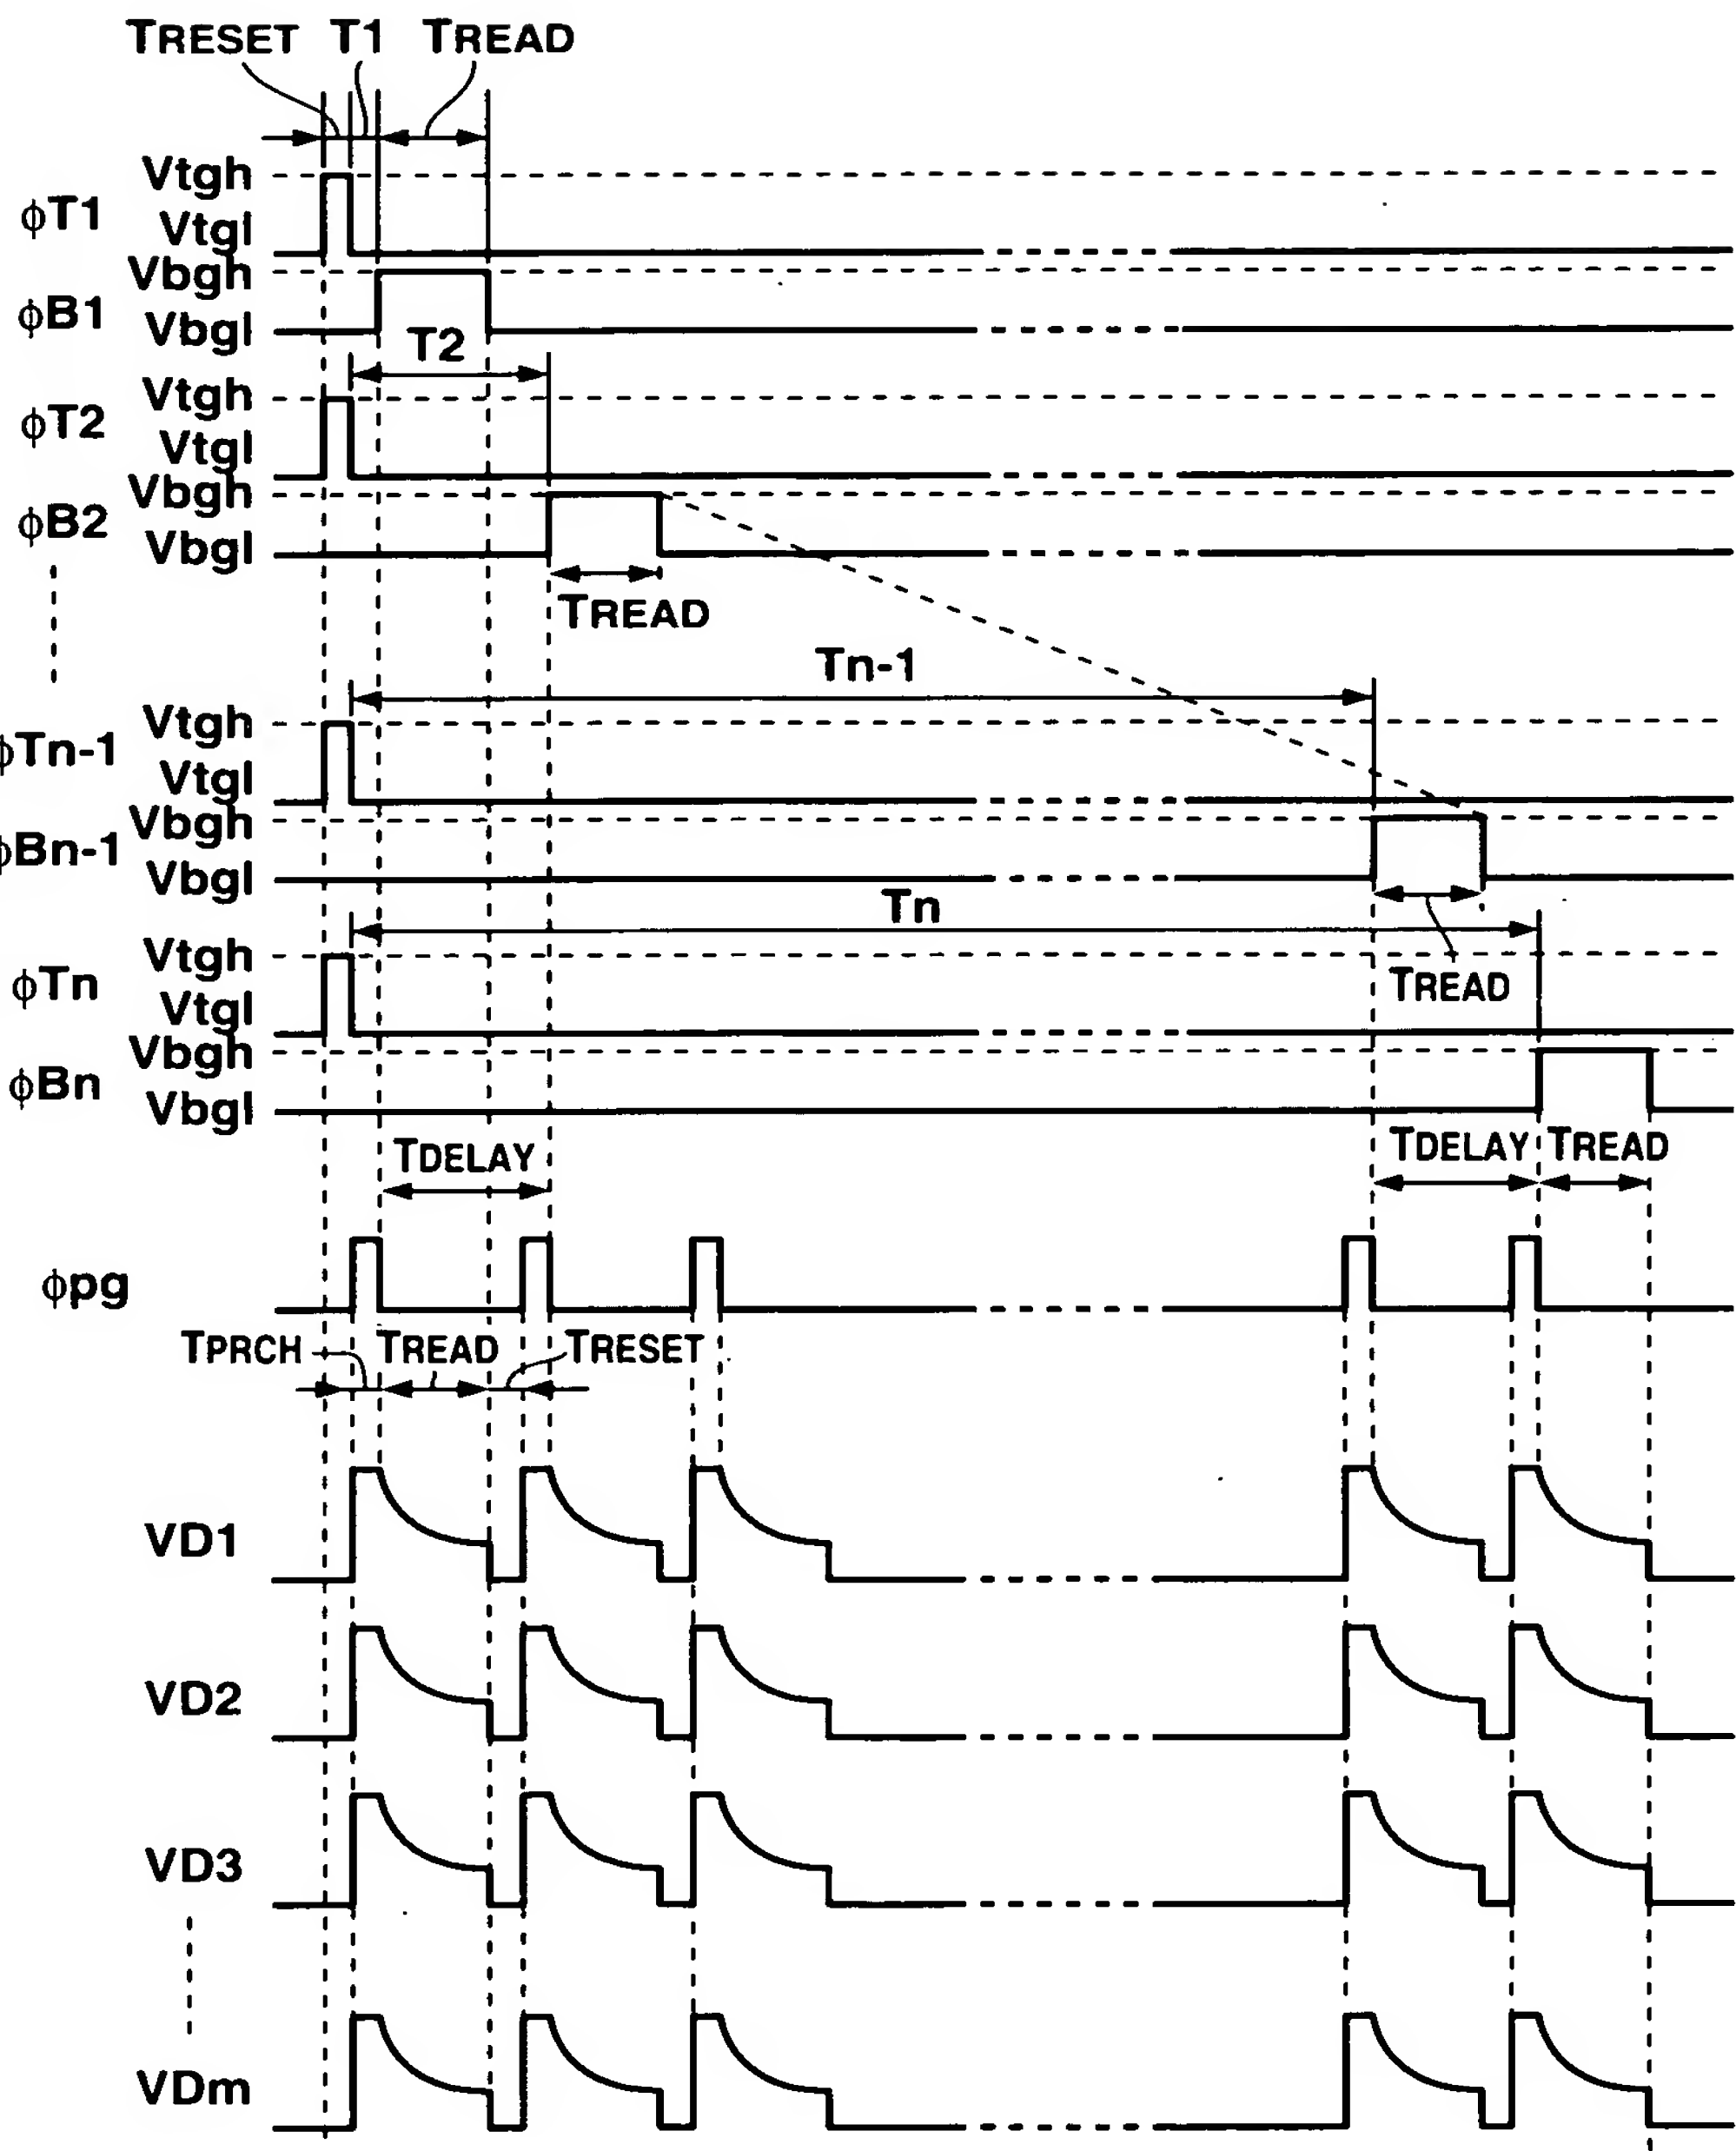 TRESET T1 TREAD
Vtgh
ϕT1
Vtgl
Vbgh
ϕB1
Vbgl
T2
Vtgh
ϕT2
Vtgl
Vbgh
ϕB2
Vbgl
TREAD
Tn-1
Vtgh
ϕTn-1
Vtgl
Vbgh
ϕBn-1
Vbgl
Tn
Vtgh
ϕTn
TREAD
Vtgl
Vbgh
ϕBn
Vbgl
TDELAY TDELAY TREAD
ϕpg
TPRCH TREAD TRESET
VD1
VD2
VD3
VDm